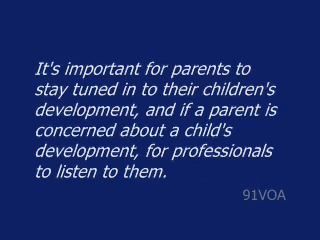 It's important for parents to
stay tuned in to their children's
development, and if a parent is
concerned about a child's
development, for professionals
to listen to them.
91VOA